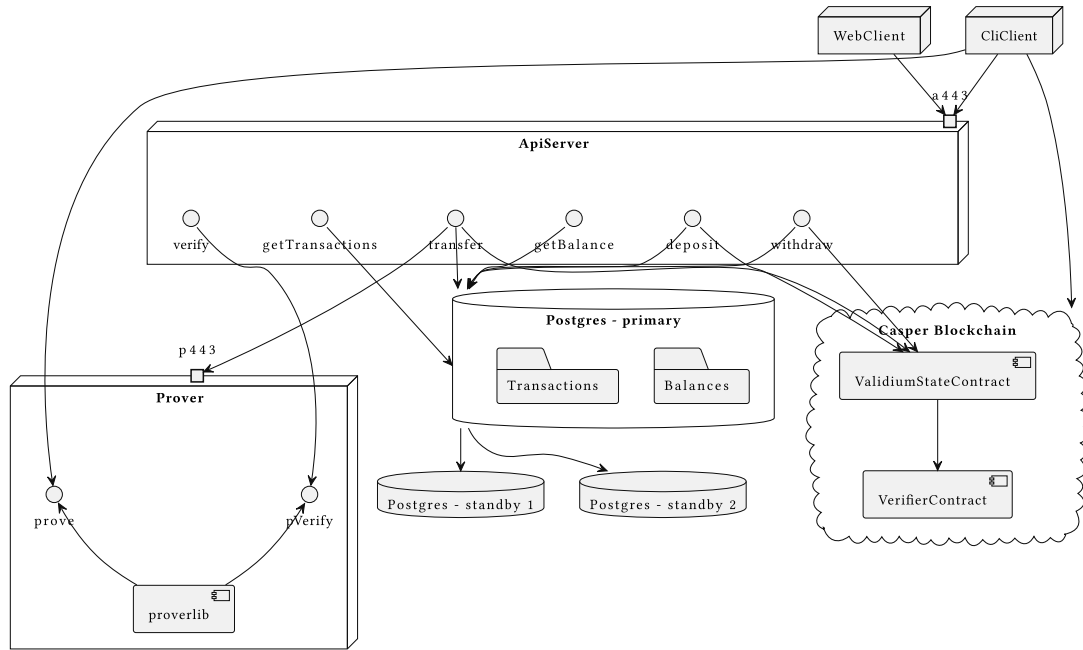 WebClient
CliClient
a443
ApiServer
verify
getTransactions
transfer
getBalance
deposit
withdraw
Postgres - primary
Casper Blockchain
p443
Transactions
Balances
ValidiumStateContract
Prover
Postgres - standby 1
Postgres - standby 2
VerifierContract
prove
pVerify
proverlib